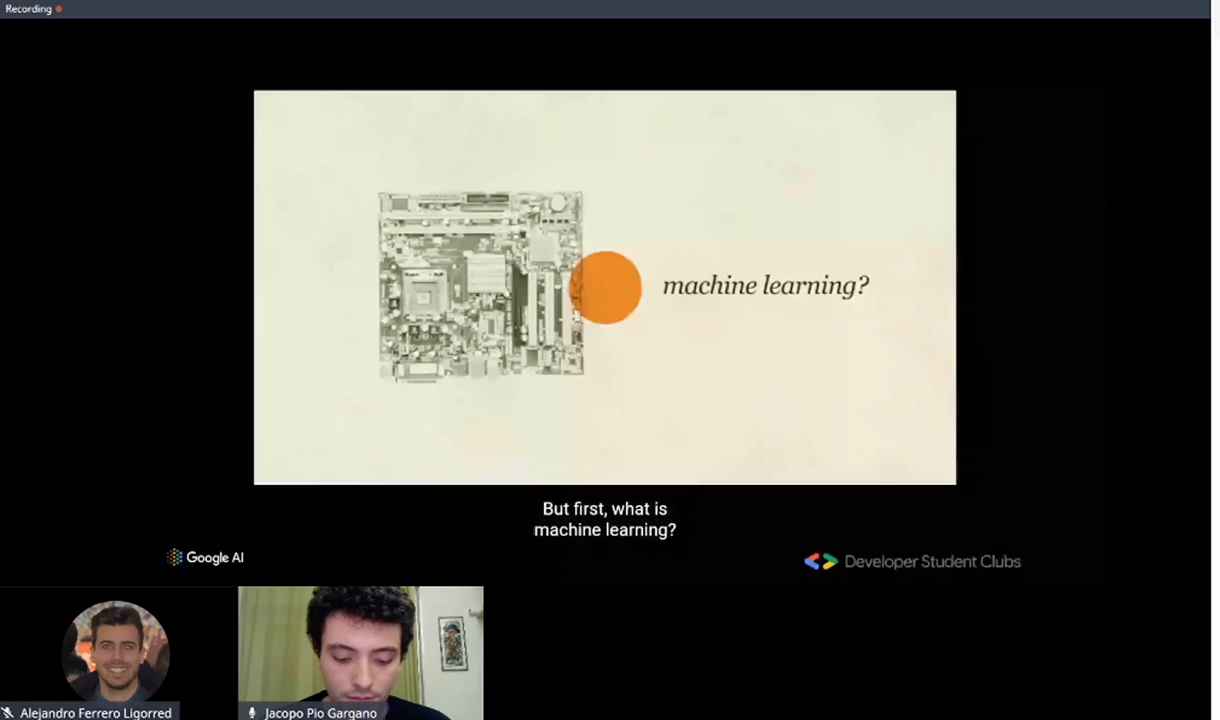 Recording
machine learning?
But first, what is
machine learning?
Google AI
Developer Student Clubs
Alejandro Ferrero Ligorred
Jacopo Pio Gargano